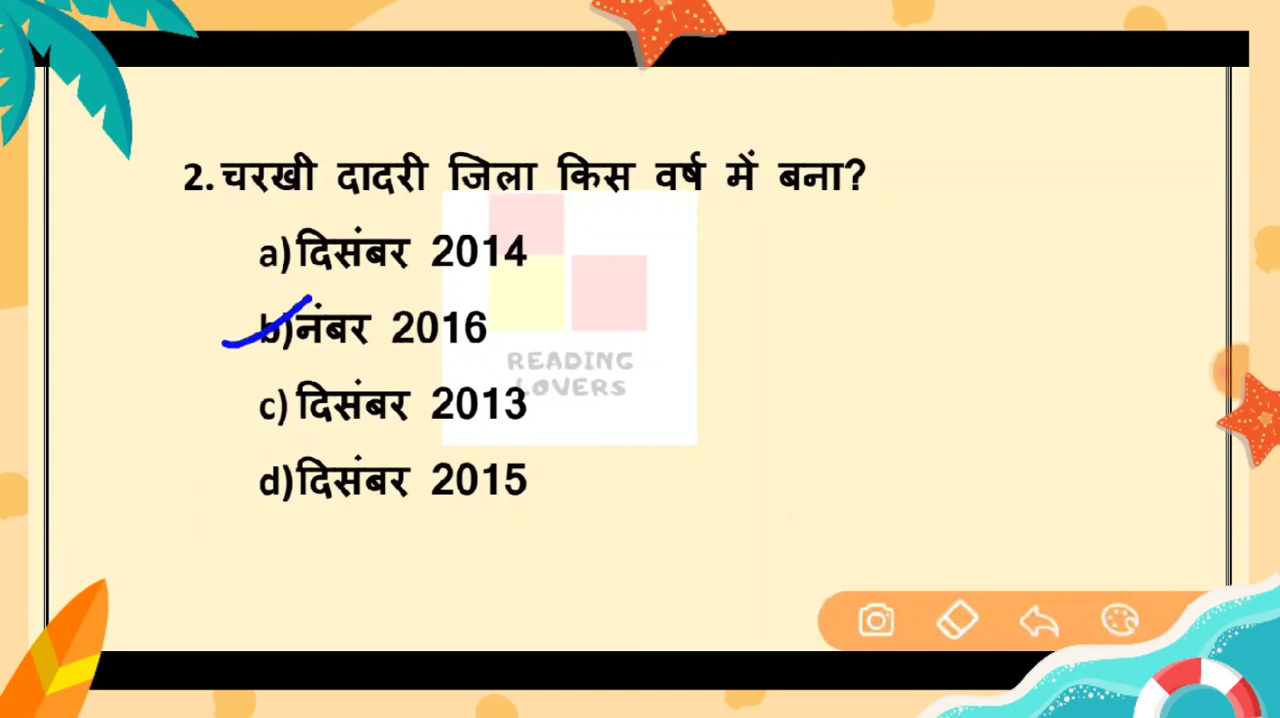 2. चरखी दादरी जिला किस वर्ष में बना?
a) दिसंबर 2014
b) नंबर 2016
c) दिसंबर 2013
d) दिसंबर 2015
READING
LOVERS